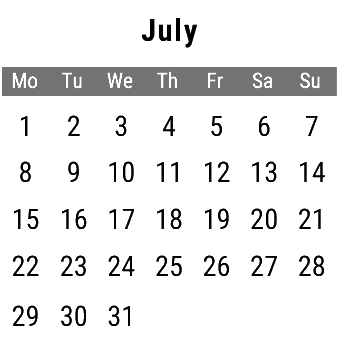 July
Mo Tu We Th Fr Sa Su
1 2 3 4 5 6 7
8 9 10 11 12 13 14
15 16 17 18 19 20 21
22 23 24 25 26 27 28
29 30 31